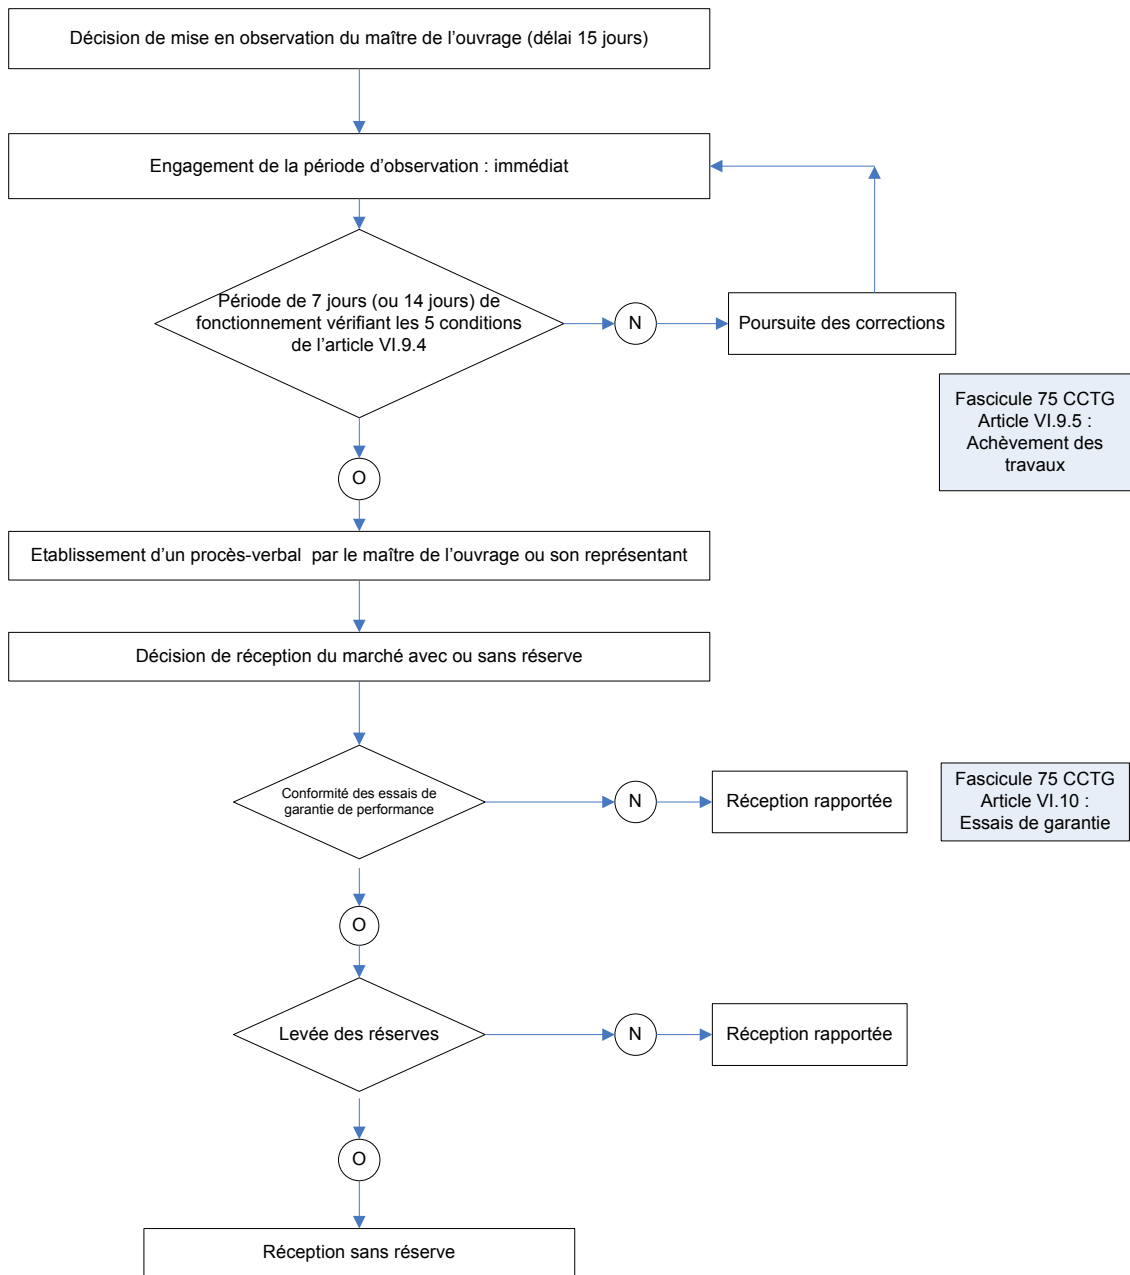 Décision de mise en observation du maître de l'ouvrage (délai 15 jours)
Engagement de la période d'observation : immédiat
Période de 7 jours (ou 14 jours) de
fonctionnement vérifiant les 5 conditions
de l'article VI.9.4
N
Poursuite des corrections
Fascicule 75 CCTG
Article VI.9.5 :
Achèvement des
travaux
O
Etablissement d'un procès-verbal par le maître de l'ouvrage ou son représentant
Décision de réception du marché avec ou sans réserve
Conformité des essais de
garantie de performance
N
Réception rapportée
Fascicule 75 CCTG
Article VI.10 :
Essais de garantie
O
Levée des réserves
N
Réception rapportée
O
Réception sans réserve